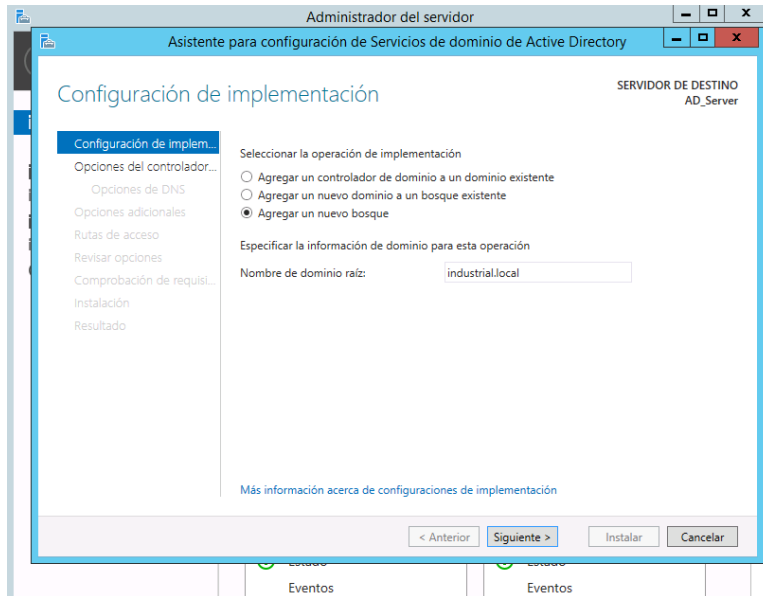 Administrador del servidor
Asistente para configuración de Servicios de dominio de Active Directory
Configuración de implementación
SERVIDOR DE DESTINO
AD_Server
Configuración de implem...
Opciones del controlador...
Opciones de DNS
Opciones adicionales
Rutas de acceso
Revisar opciones
Comprobación de requisi...
Instalación
Resultado
Seleccionar la operación de implementación
Agregar un controlador de dominio a un dominio existente
Agregar un nuevo dominio a un bosque existente
Agregar un nuevo bosque
Especificar la información de dominio para esta operación
Nombre de dominio raíz: industrial.local
Más información acerca de configuraciones de implementación
< Anterior Siguiente > Instalar Cancelar
Estado Estado
Eventos Eventos